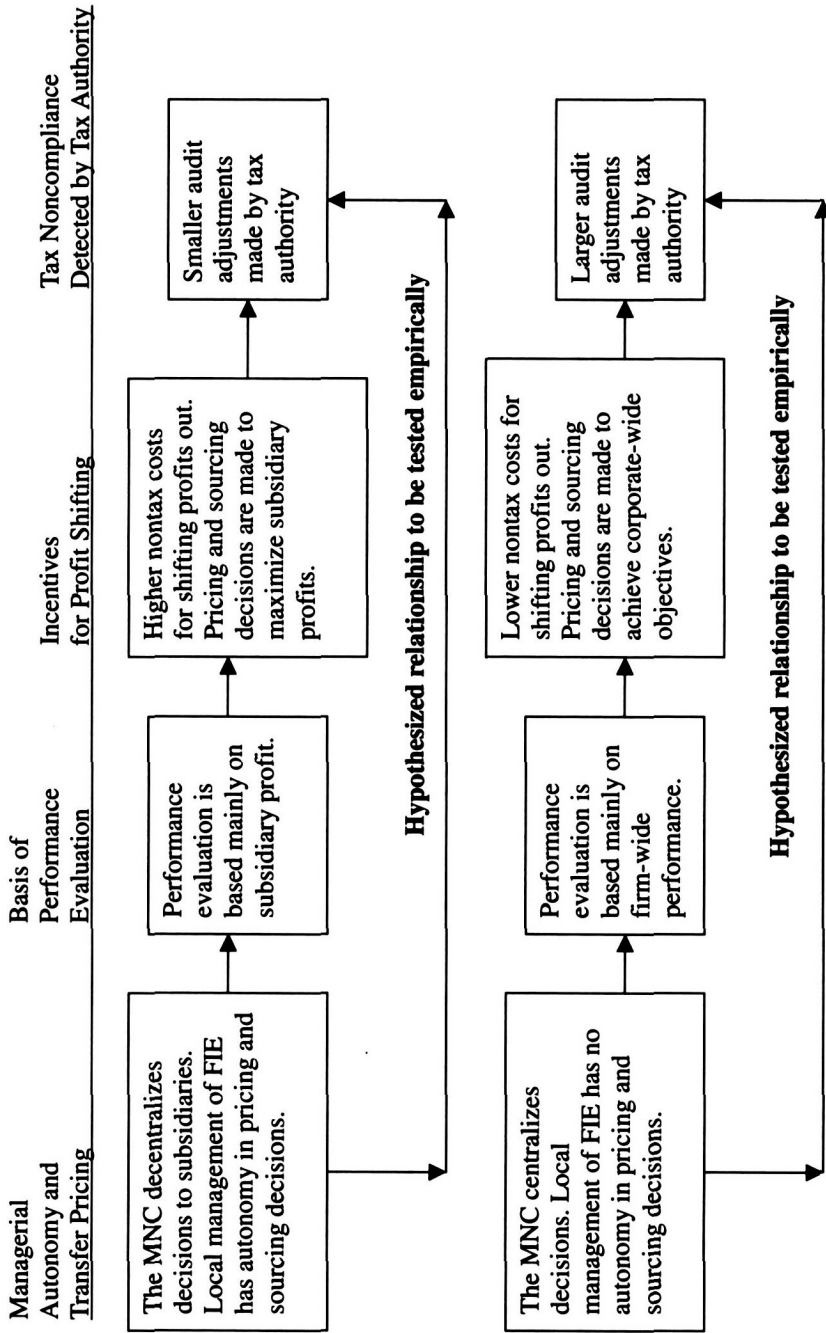 Managerial
Autonomy and
Transfer Pricing
Basis of
Performance
Evaluation
Incentives
for Profit Shifting
Tax Noncompliance
Detected by Tax Authority
The MNC decentralizes
decisions to subsidiaries.
Local management of FIE
has autonomy in pricing and
sourcing decisions.
Performance
evaluation is
based mainly on
subsidiary profit.
Higher nontax costs
for shifting profits out.
Pricing and sourcing
decisions are made to
maximize subsidiary
profits.
Smaller audit
adjustments
made by tax
authority
Hypothesized relationship to be tested empirically
The MNC centralizes
decisions. Local
management of FIE has no
autonomy in pricing and
sourcing decisions.
Performance
evaluation is
based mainly on
firm-wide
performance.
Lower nontax costs for
shifting profits out.
Pricing and sourcing
decisions are made to
achieve corporate-wide
objectives.
Larger audit
adjustments
made by tax
authority
Hypothesized relationship to be tested empirically